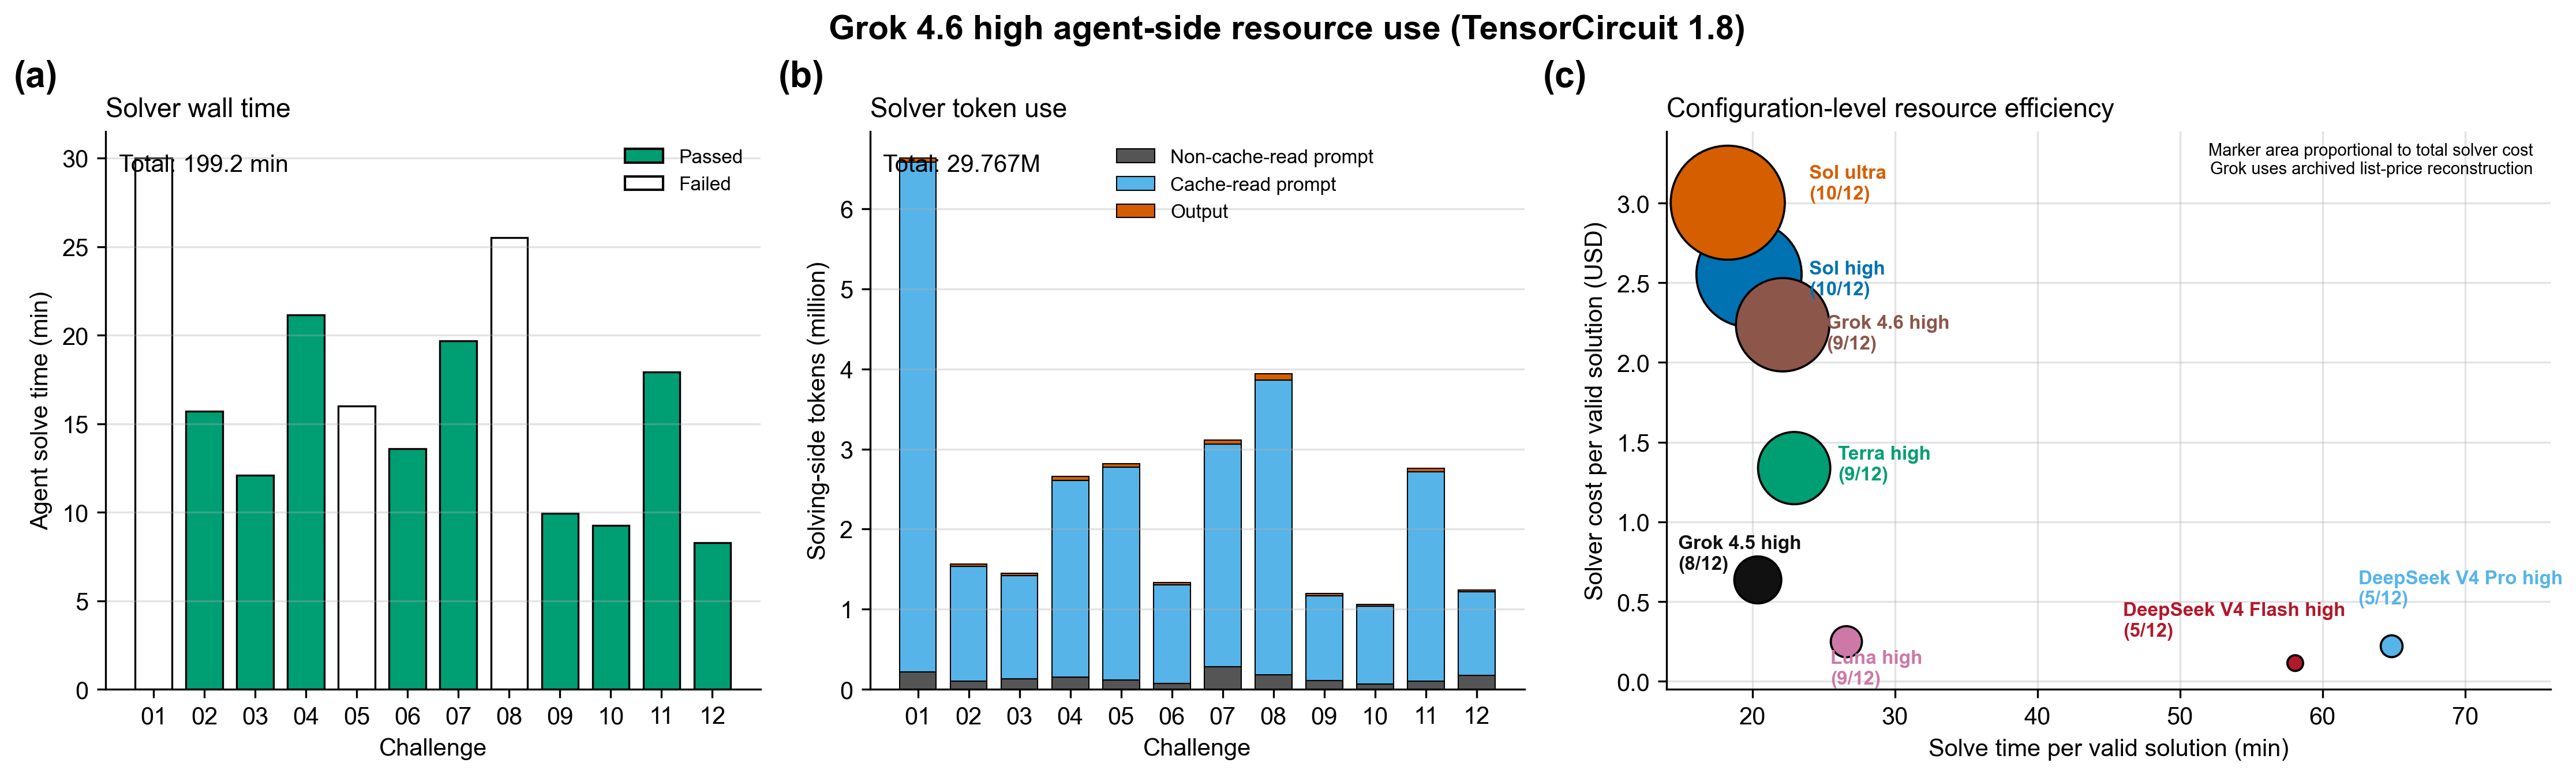 Grok 4.6 high agent-side resource use (TensorCircuit 1.8)
(a)
Solver wall time
Total: 199.2 min
Passed
Failed
Agent solve time (min)
30
25
20
15
10
5
0
01 02 03 04 05 06 07 08 09 10 11 12
Challenge
(b)
Solver token use
Total: 29.767M
Non-cache-read prompt
Cache-read prompt
Output
Solving-side tokens (million)
6
5
4
3
2
1
0
01 02 03 04 05 06 07 08 09 10 11 12
Challenge
(c)
Configuration-level resource efficiency
Marker area proportional to total solver cost
Grok uses archived list-price reconstruction
Solver cost per valid solution (USD)
3.0
2.5
2.0
1.5
1.0
0.5
0.0
Sol ultra
(10/12)
Sol high
(10/12)
Grok 4.6 high
(9/12)
Terra high
(9/12)
Grok 4.5 high
(8/12)
DeepSeek V4 Pro high
(5/12)
DeepSeek V4 Flash high
(5/12)
Luna high
(9/12)
20 30 40 50 60 70
Solve time per valid solution (min)